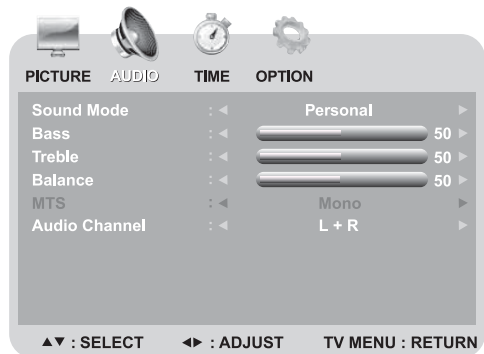 PICTURE AUDIO TIME OPTION
Sound Mode : ◀ Personal ▶
Bass : ◀ 50 ▶
Treble : ◀ 50 ▶
Balance : ◀ 50 ▶
MTS : ◀ Mono ▶
Audio Channel : ◀ L + R ▶
▲▼ : SELECT ◀▶ : ADJUST TV MENU : RETURN